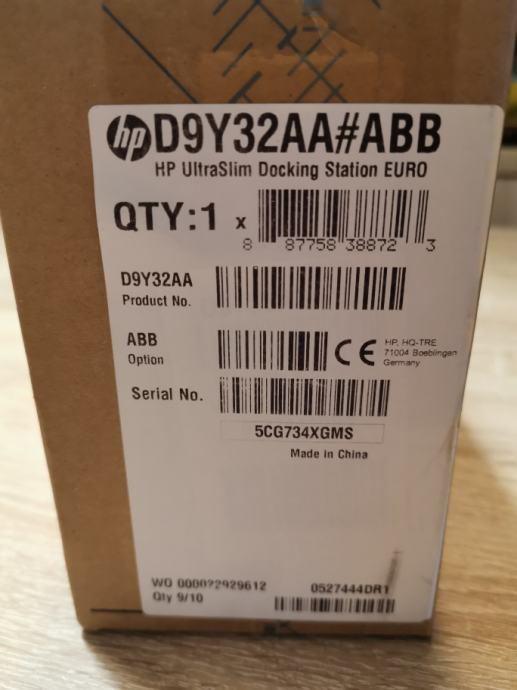 hp D9Y32AA#ABB
HP UltraSlim Docking Station EURO
QTY:1 x
8 87758 38872 3
D9Y32AA
Product No.
ABB
Option
CE
HP, HQ-TRE
71004 Boeblingen
Germany
Serial No.
5CG734XGMS
Made in China
WO 000022929612
Qty 9/10
0527444DR1